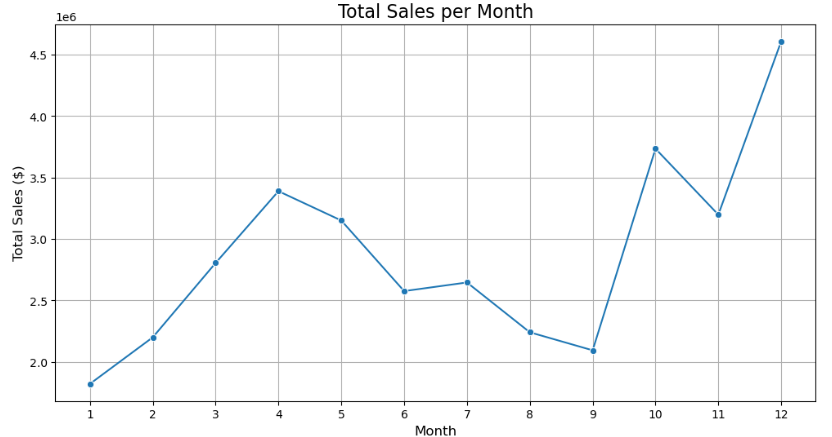 Total Sales per Month
1e6
4.5
4.0
3.5
3.0
2.5
2.0
Total Sales ($)
1 2 3 4 5 6 7 8 9 10 11 12
Month